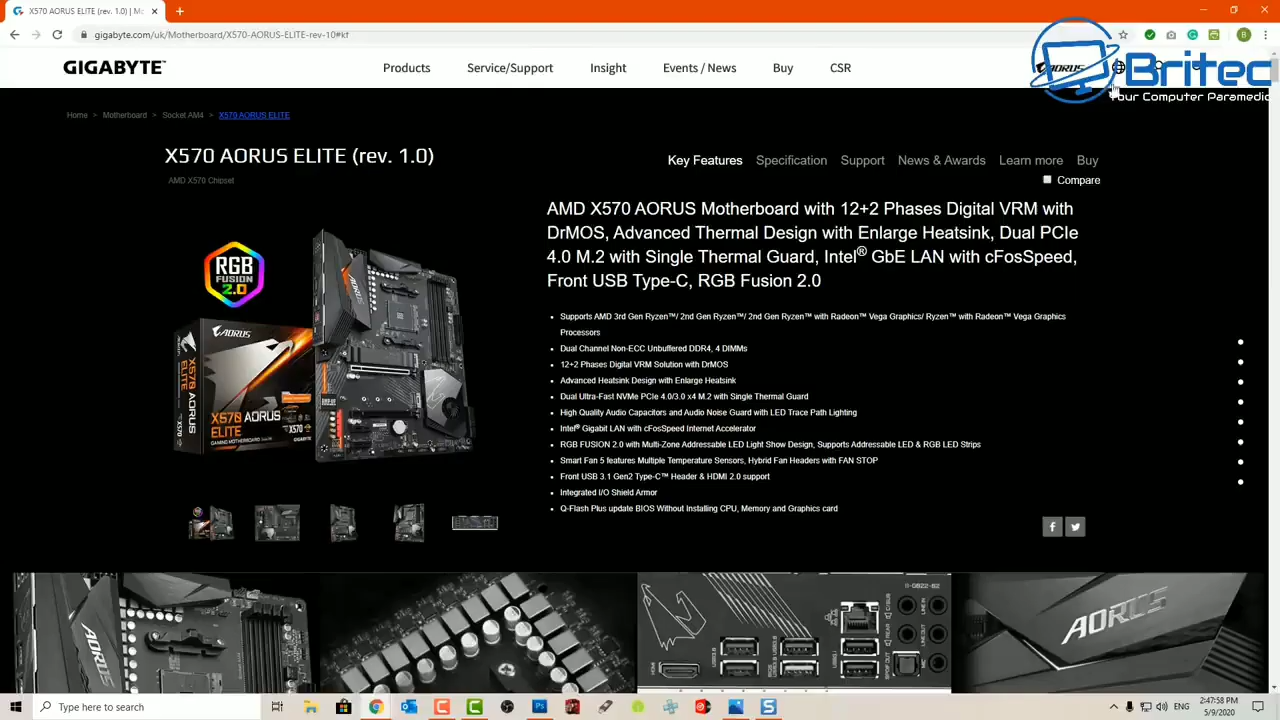 X570 AORUS ELITE (rev. 1.0) | Mo
gigabyte.com/uk/Motherboard/X570-AORUS-ELITE-rev-10#kf
B
GIGABYTE™
Products
Service/Support
Insight
Events / News
Buy
CSR
AORUS
Britec
Your Computer Paramedic
Home > Motherboard > Socket AM4 > X570 AORUS ELITE
X570 AORUS ELITE (rev. 1.0)
AMD X570 Chipset
Key Features
Specification
Support
News & Awards
Learn more
Buy
Compare
AMD X570 AORUS Motherboard with 12+2 Phases Digital VRM with
DrMOS, Advanced Thermal Design with Enlarge Heatsink, Dual PCIe
4.0 M.2 with Single Thermal Guard, Intel® GbE LAN with cFosSpeed,
Front USB Type-C, RGB Fusion 2.0
Supports AMD 3rd Gen Ryzen™/ 2nd Gen Ryzen™/ 2nd Gen Ryzen™ with Radeon™ Vega Graphics/ Ryzen™ with Radeon™ Vega Graphics
Processors
Dual Channel Non-ECC Unbuffered DDR4, 4 DIMMs
12+2 Phases Digital VRM Solution with DrMOS
Advanced Heatsink Design with Enlarge Heatsink
Dual Ultra-Fast NVMe PCIe 4.0/3.0 x4 M.2 with Single Thermal Guard
High Quality Audio Capacitors and Audio Noise Guard with LED Trace Path Lighting
Intel® Gigabit LAN with cFosSpeed Internet Accelerator
RGB FUSION 2.0 with Multi-Zone Addressable LED Light Show Design, Supports Addressable LED & RGB LED Strips
Smart Fan 5 features Multiple Temperature Sensors, Hybrid Fan Headers with FAN STOP
Front USB 3.1 Gen2 Type-C™ Header & HDMI 2.0 support
Integrated I/O Shield Armor
Q-Flash Plus update BIOS Without Installing CPU, Memory and Graphics card
RGB
FUSION
2.0
AORUS
X570 AORUS
ELITE
X570 AORUS
ELITE
X570
AORUS
AORUS
HDMI
AORUS
Type here to search
2:47:58 PM
5/9/2020